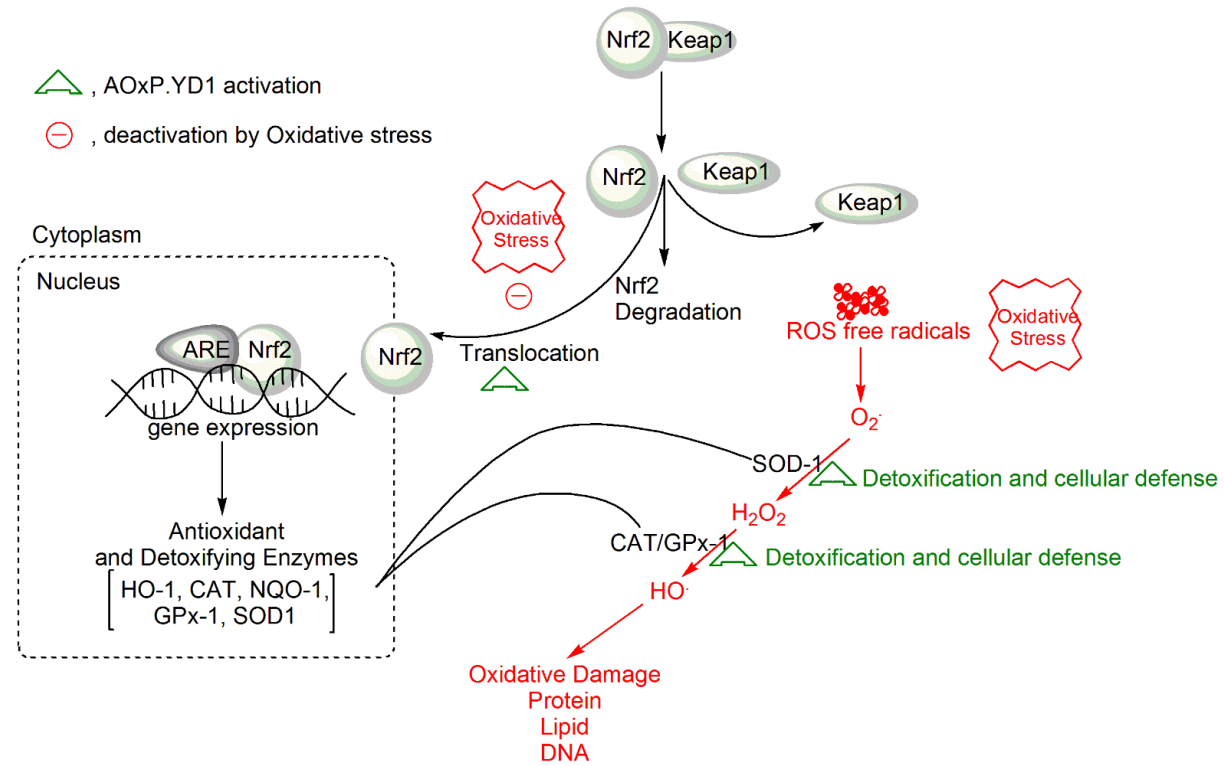 Nrf2 Keap1
, AOxP.YD1 activation
, deactivation by Oxidative stress
Nrf2
Keap1
Keap1
Oxidative
Stress
Cytoplasm
Nucleus
Nrf2
Degradation
ROS free radicals
Oxidative
Stress
ARE Nrf2
Nrf2
Translocation
gene expression
O₂·
SOD-1
Detoxification and cellular defense
H₂O₂
Antioxidant
and Detoxifying Enzymes
HO-1, CAT, NQO-1,
GPx-1, SOD1
CAT/GPx-1
Detoxification and cellular defense
HO·
Oxidative Damage
Protein
Lipid
DNA